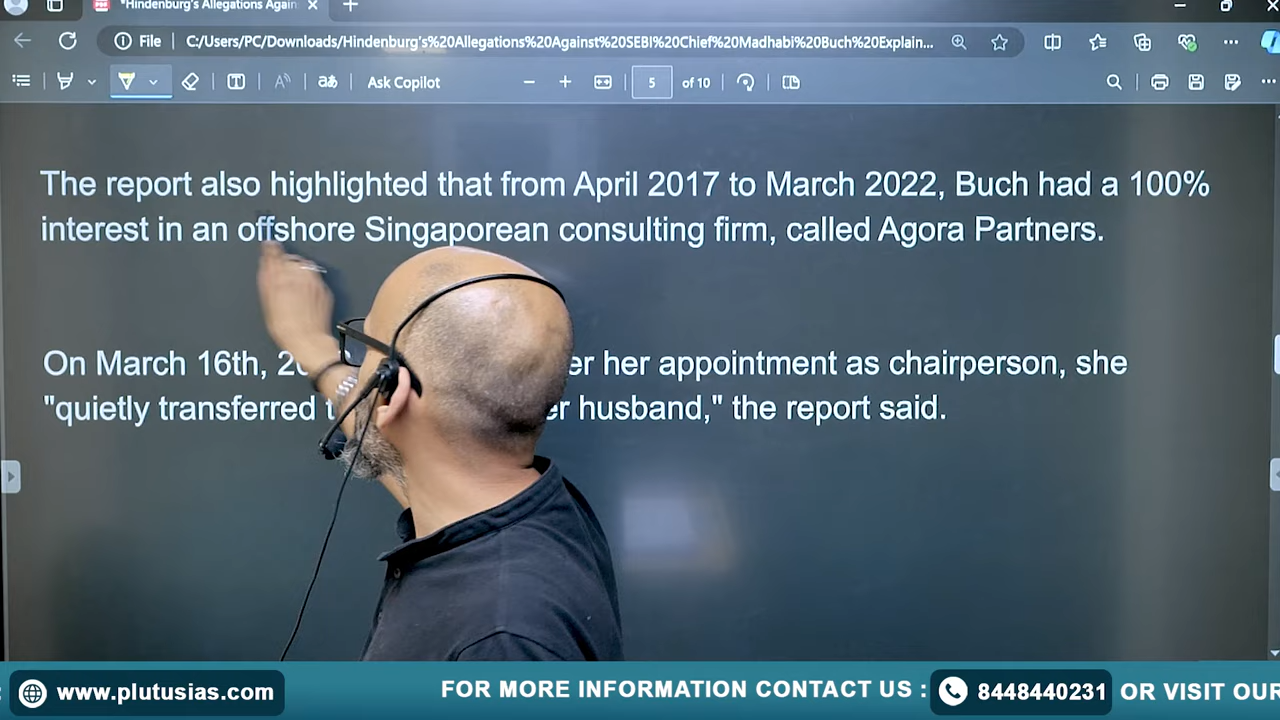 "Hindenburg's Allegations Again
File
C:/Users/PC/Downloads/Hindenburg's%20Allegations%20Against%20SEBI%20Chief%20Madhabi%20Buch%20Explain...
Ask Copilot
5 of 10
The report also highlighted that from April 2017 to March 2022, Buch had a 100%
interest in an offshore Singaporean consulting firm, called Agora Partners.
On March 16th, her appointment as chairperson, she
"quietly transferred husband," the report said.
www.plutusias.com
FOR MORE INFORMATION CONTACT US :
8448440231
OR VISIT OUR